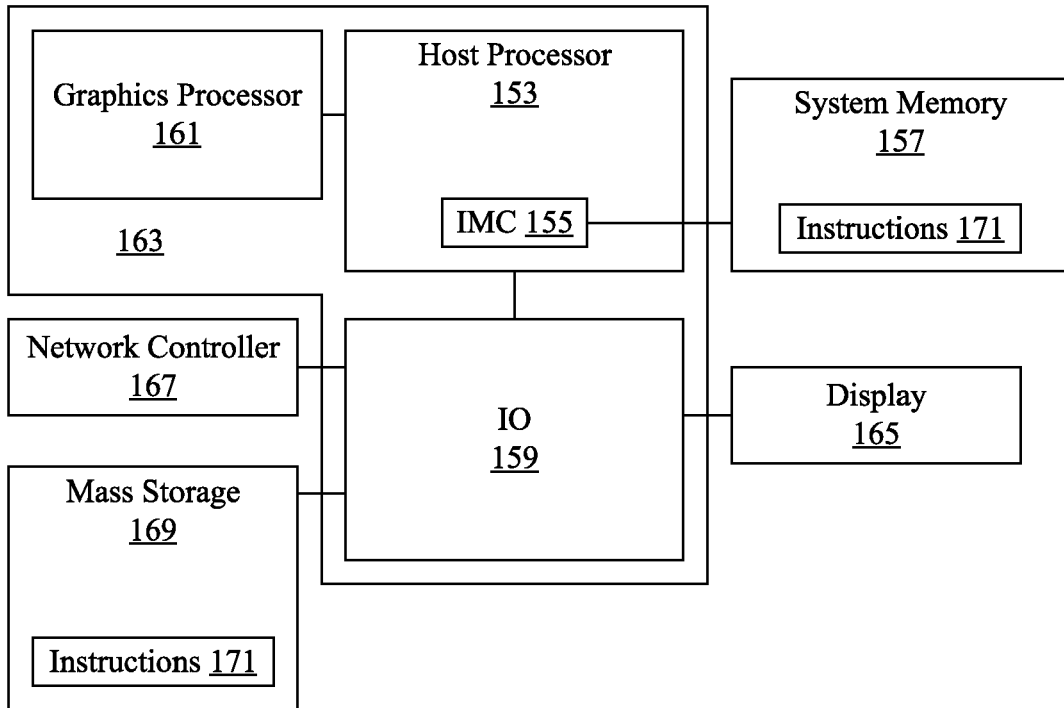 Graphics Processor
161
Host Processor
153
IMC 155
163
System Memory
157
Instructions 171
Network Controller
167
IO
159
Display
165
Mass Storage
169
Instructions 171